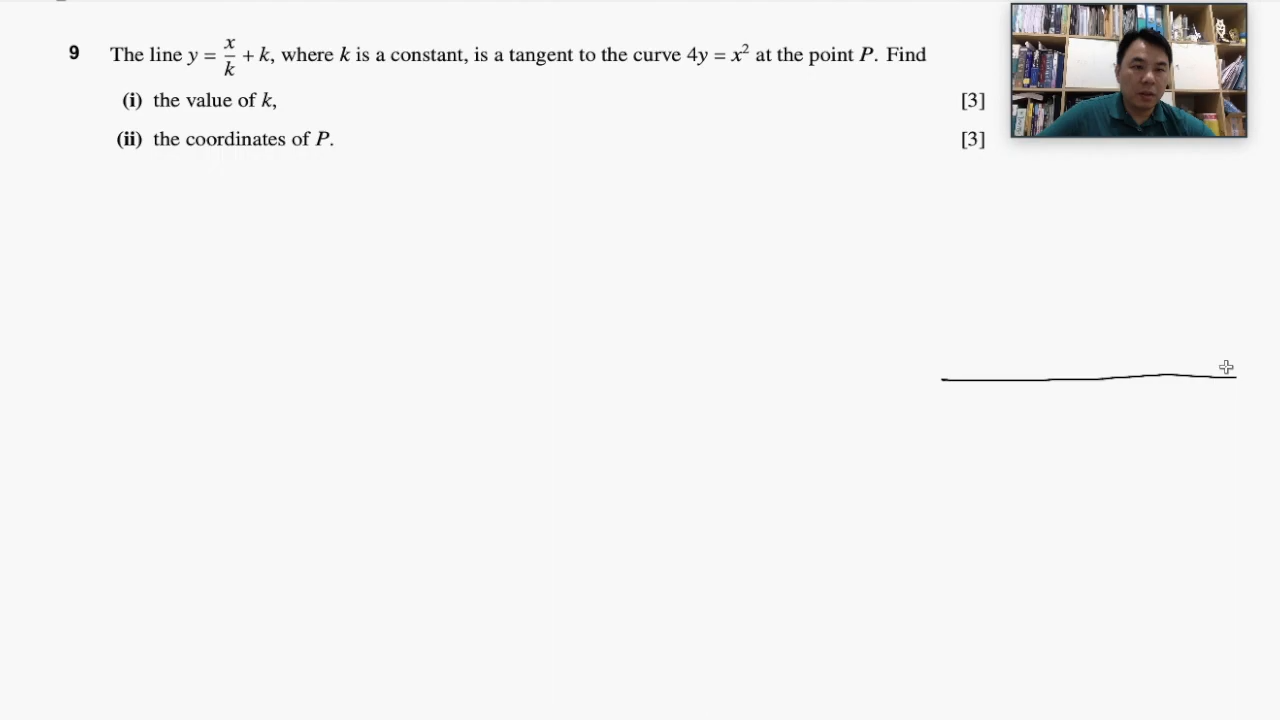 9 The line y = x/k + k, where k is a constant, is a tangent to the curve 4y = x² at the point P. Find
(i) the value of k, [3]
(ii) the coordinates of P. [3]